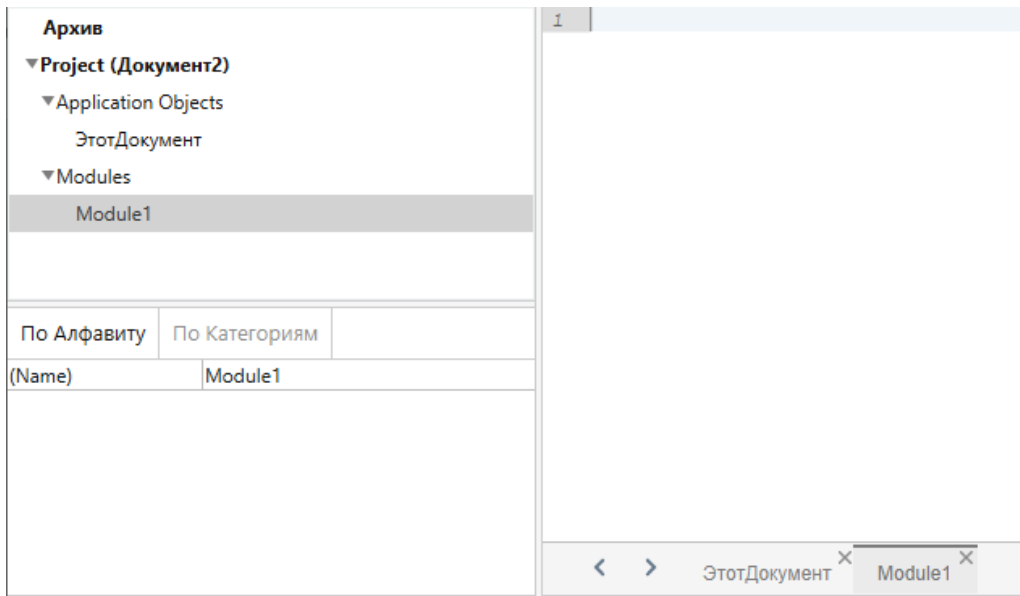 Архив
Project (Документ2)
Application Objects
ЭтотДокумент
Modules
Module1
По Алфавиту По Категориям
(Name) Module1
1
ЭтотДокумент Module1